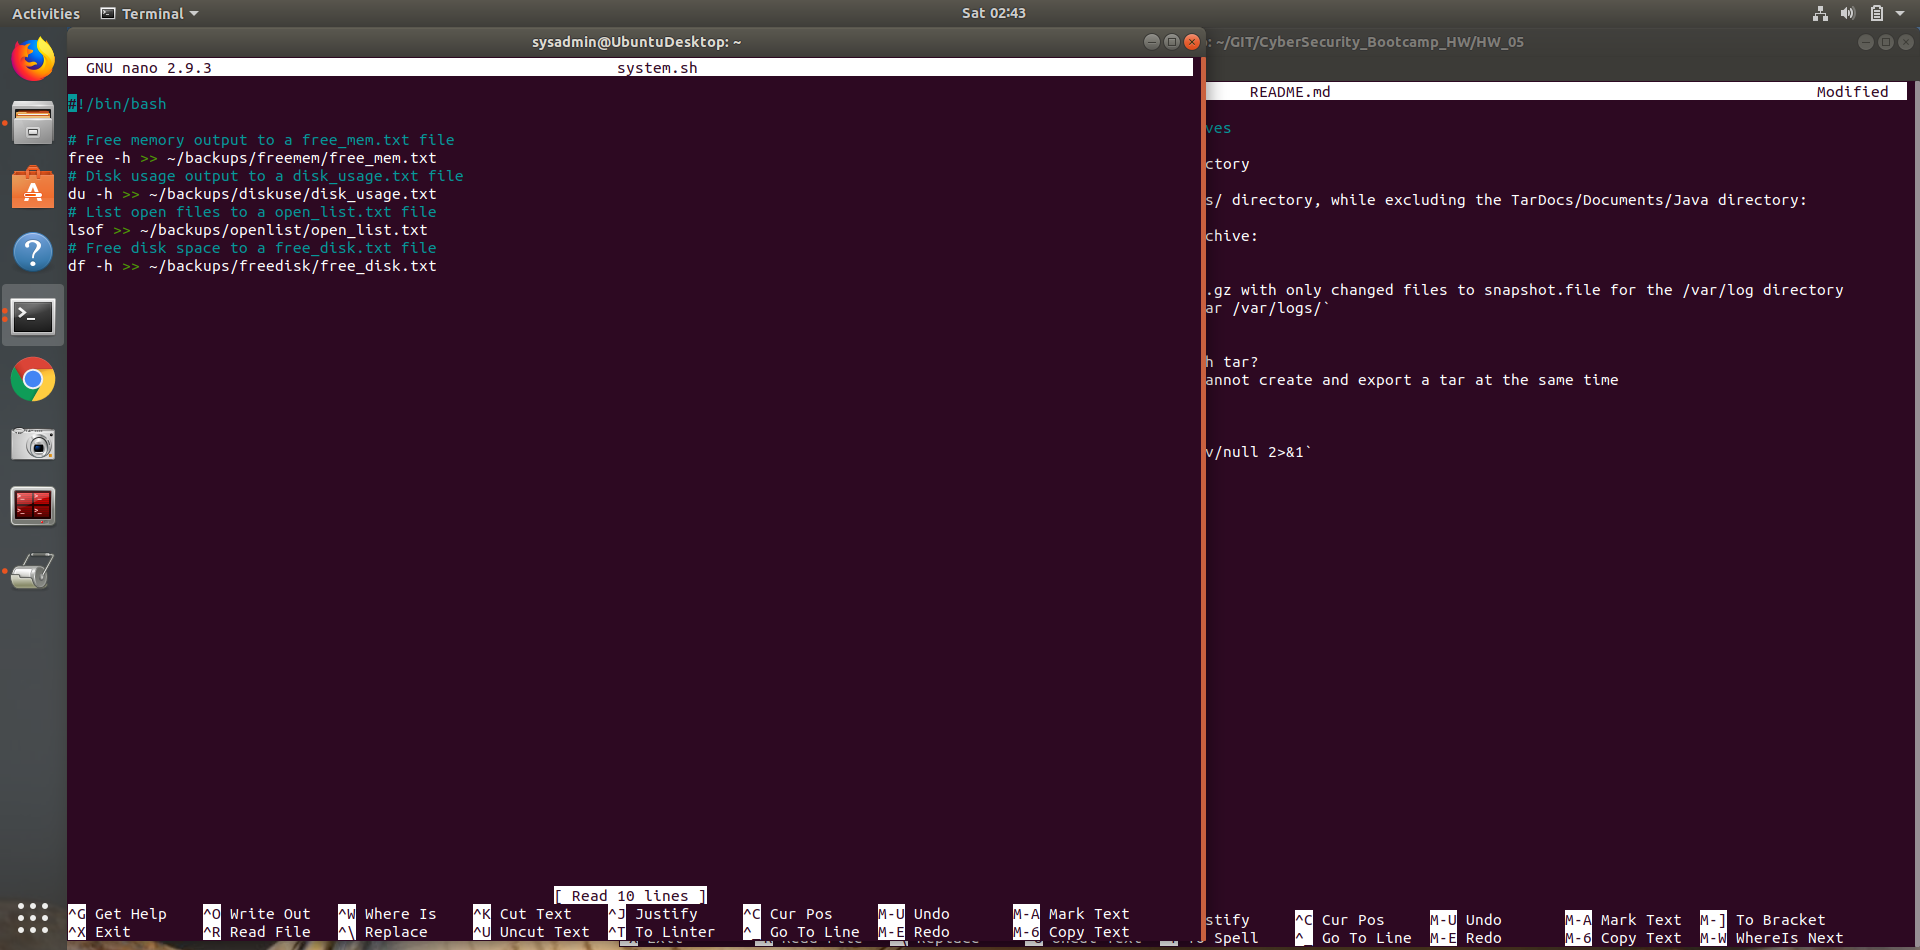 Activities Terminal Sat 02:43
sysadmin@UbuntuDesktop: ~
: ~/GIT/CyberSecurity_Bootcamp_HW/HW_05
GNU nano 2.9.3 system.sh
#!/bin/bash
# Free memory output to a free_mem.txt file
free -h >> ~/backups/freemem/free_mem.txt
# Disk usage output to a disk_usage.txt file
du -h >> ~/backups/diskuse/disk_usage.txt
# List open files to a open_list.txt file
lsof >> ~/backups/openlist/open_list.txt
# Free disk space to a free_disk.txt file
df -h >> ~/backups/freedisk/free_disk.txt
[ Read 10 lines ]
^G Get Help ^O Write Out ^W Where Is ^K Cut Text ^J Justify ^C Cur Pos M-U Undo M-A Mark Text
^X Exit ^R Read File ^\ Replace ^U Uncut Text ^T To Linter ^_ Go To Line M-E Redo M-6 Copy Text
README.md Modified
ves
ctory
s/ directory, while excluding the TarDocs/Documents/Java directory:
chive:
.gz with only changed files to snapshot.file for the /var/log directory
ar /var/logs/`
h tar?
annot create and export a tar at the same time
v/null 2>&1`
stify ^C Cur Pos M-U Undo M-A Mark Text M-] To Bracket
Spell ^_ Go To Line M-E Redo M-6 Copy Text M-W WhereIs Next